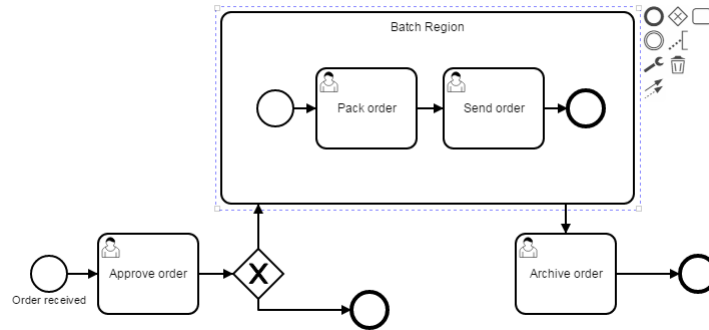 Batch Region
Pack order
Send order
Approve order
Archive order
Order received